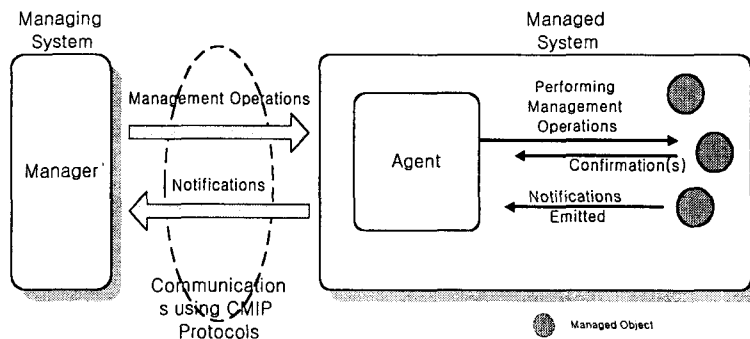 Managing
System
Managed
System
Management Operations
Manager
Notifications
Communication
s using CMIP
Protocols
Agent
Performing
Management
Operations
Confirmation(s)
Notifications
Emitted
Managed Object